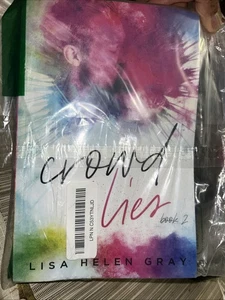 crowd
lies
book 2
LISA HELEN GRAY